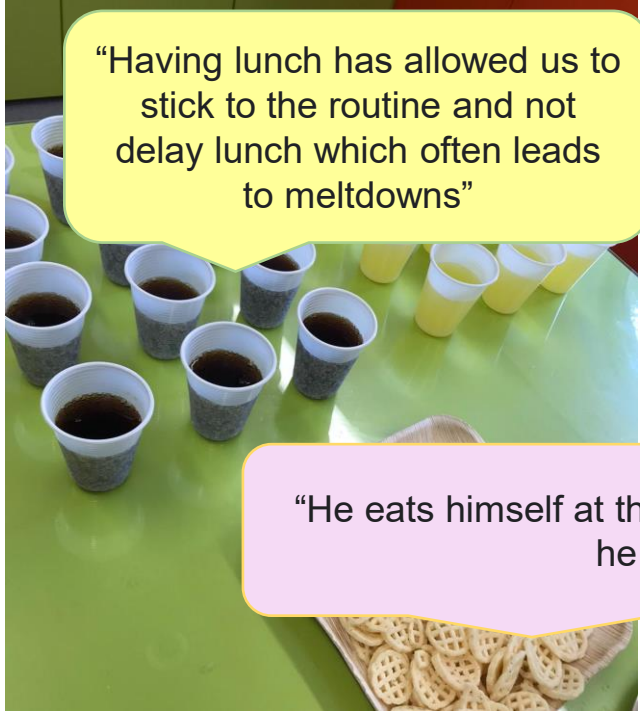 “Having lunch has allowed us to
stick to the routine and not
delay lunch which often leads
to meltdowns”
“He eats himself at
he